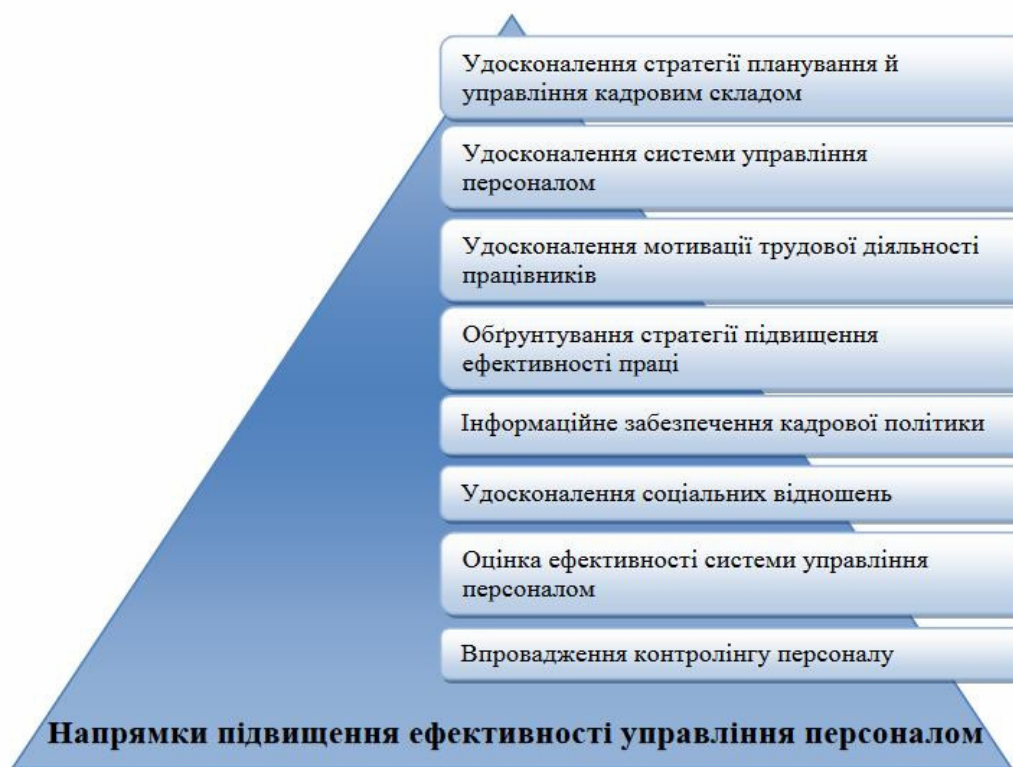 Удосконалення стратегії планування й
управління кадровим складом
Удосконалення системи управління
персоналом
Удосконалення мотивації трудової діяльності
працівників
Обґрунтування стратегії підвищення
ефективності праці
Інформаційне забезпечення кадрової політики
Удосконалення соціальних відношень
Оцінка ефективності системи управління
персоналом
Впровадження контролінгу персоналу
Напрямки підвищення ефективності управління персоналом